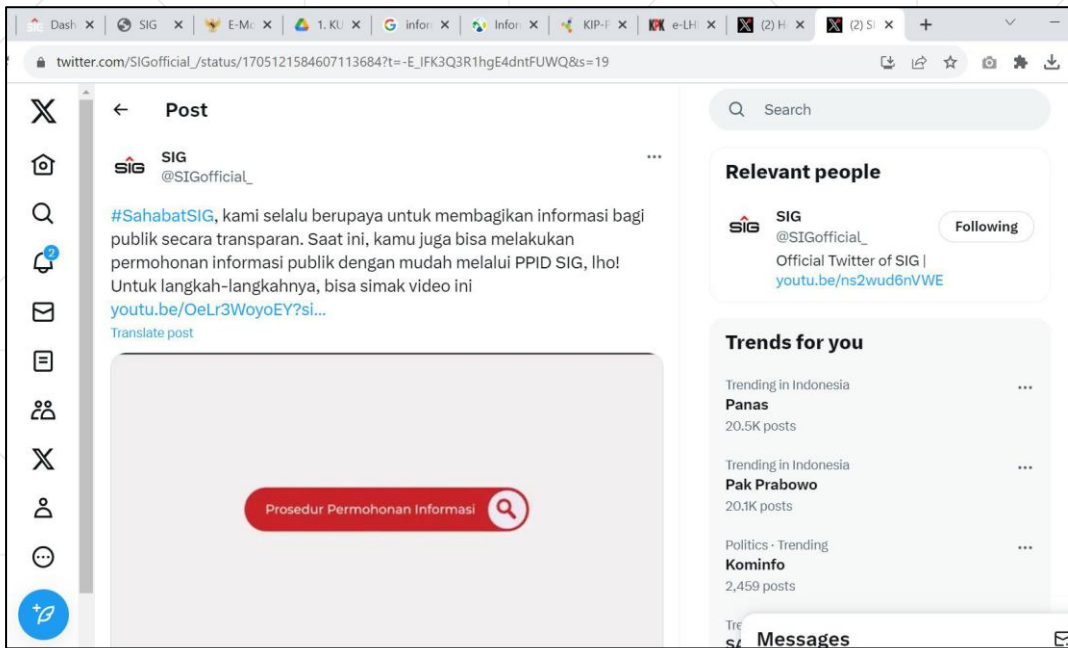 Dash
SIG
E-Mo
1. KU
infor
Infor
KIP-F
e-LH
(2) H
(2) SI
twitter.com/SIGofficial_/status/1705121584607113684?t=-E_IFK3Q3R1hgE4dntFUWQ&s=19
Post
SIG
@SIGofficial_
#SahabatSIG, kami selalu berupaya untuk membagikan informasi bagi
publik secara transparan. Saat ini, kamu juga bisa melakukan
permohonan informasi publik dengan mudah melalui PPID SIG, lho!
Untuk langkah-langkahnya, bisa simak video ini
youtu.be/OeLr3WoyoEY?si...
Translate post
Prosedur Permohonan Informasi
Search
Relevant people
SIG
@SIGofficial_
Following
Official Twitter of SIG |
youtu.be/ns2wud6nVWE
Trends for you
Trending in Indonesia
Panas
20.5K posts
Trending in Indonesia
Pak Prabowo
20.1K posts
Politics · Trending
Kominfo
2,459 posts
Messages